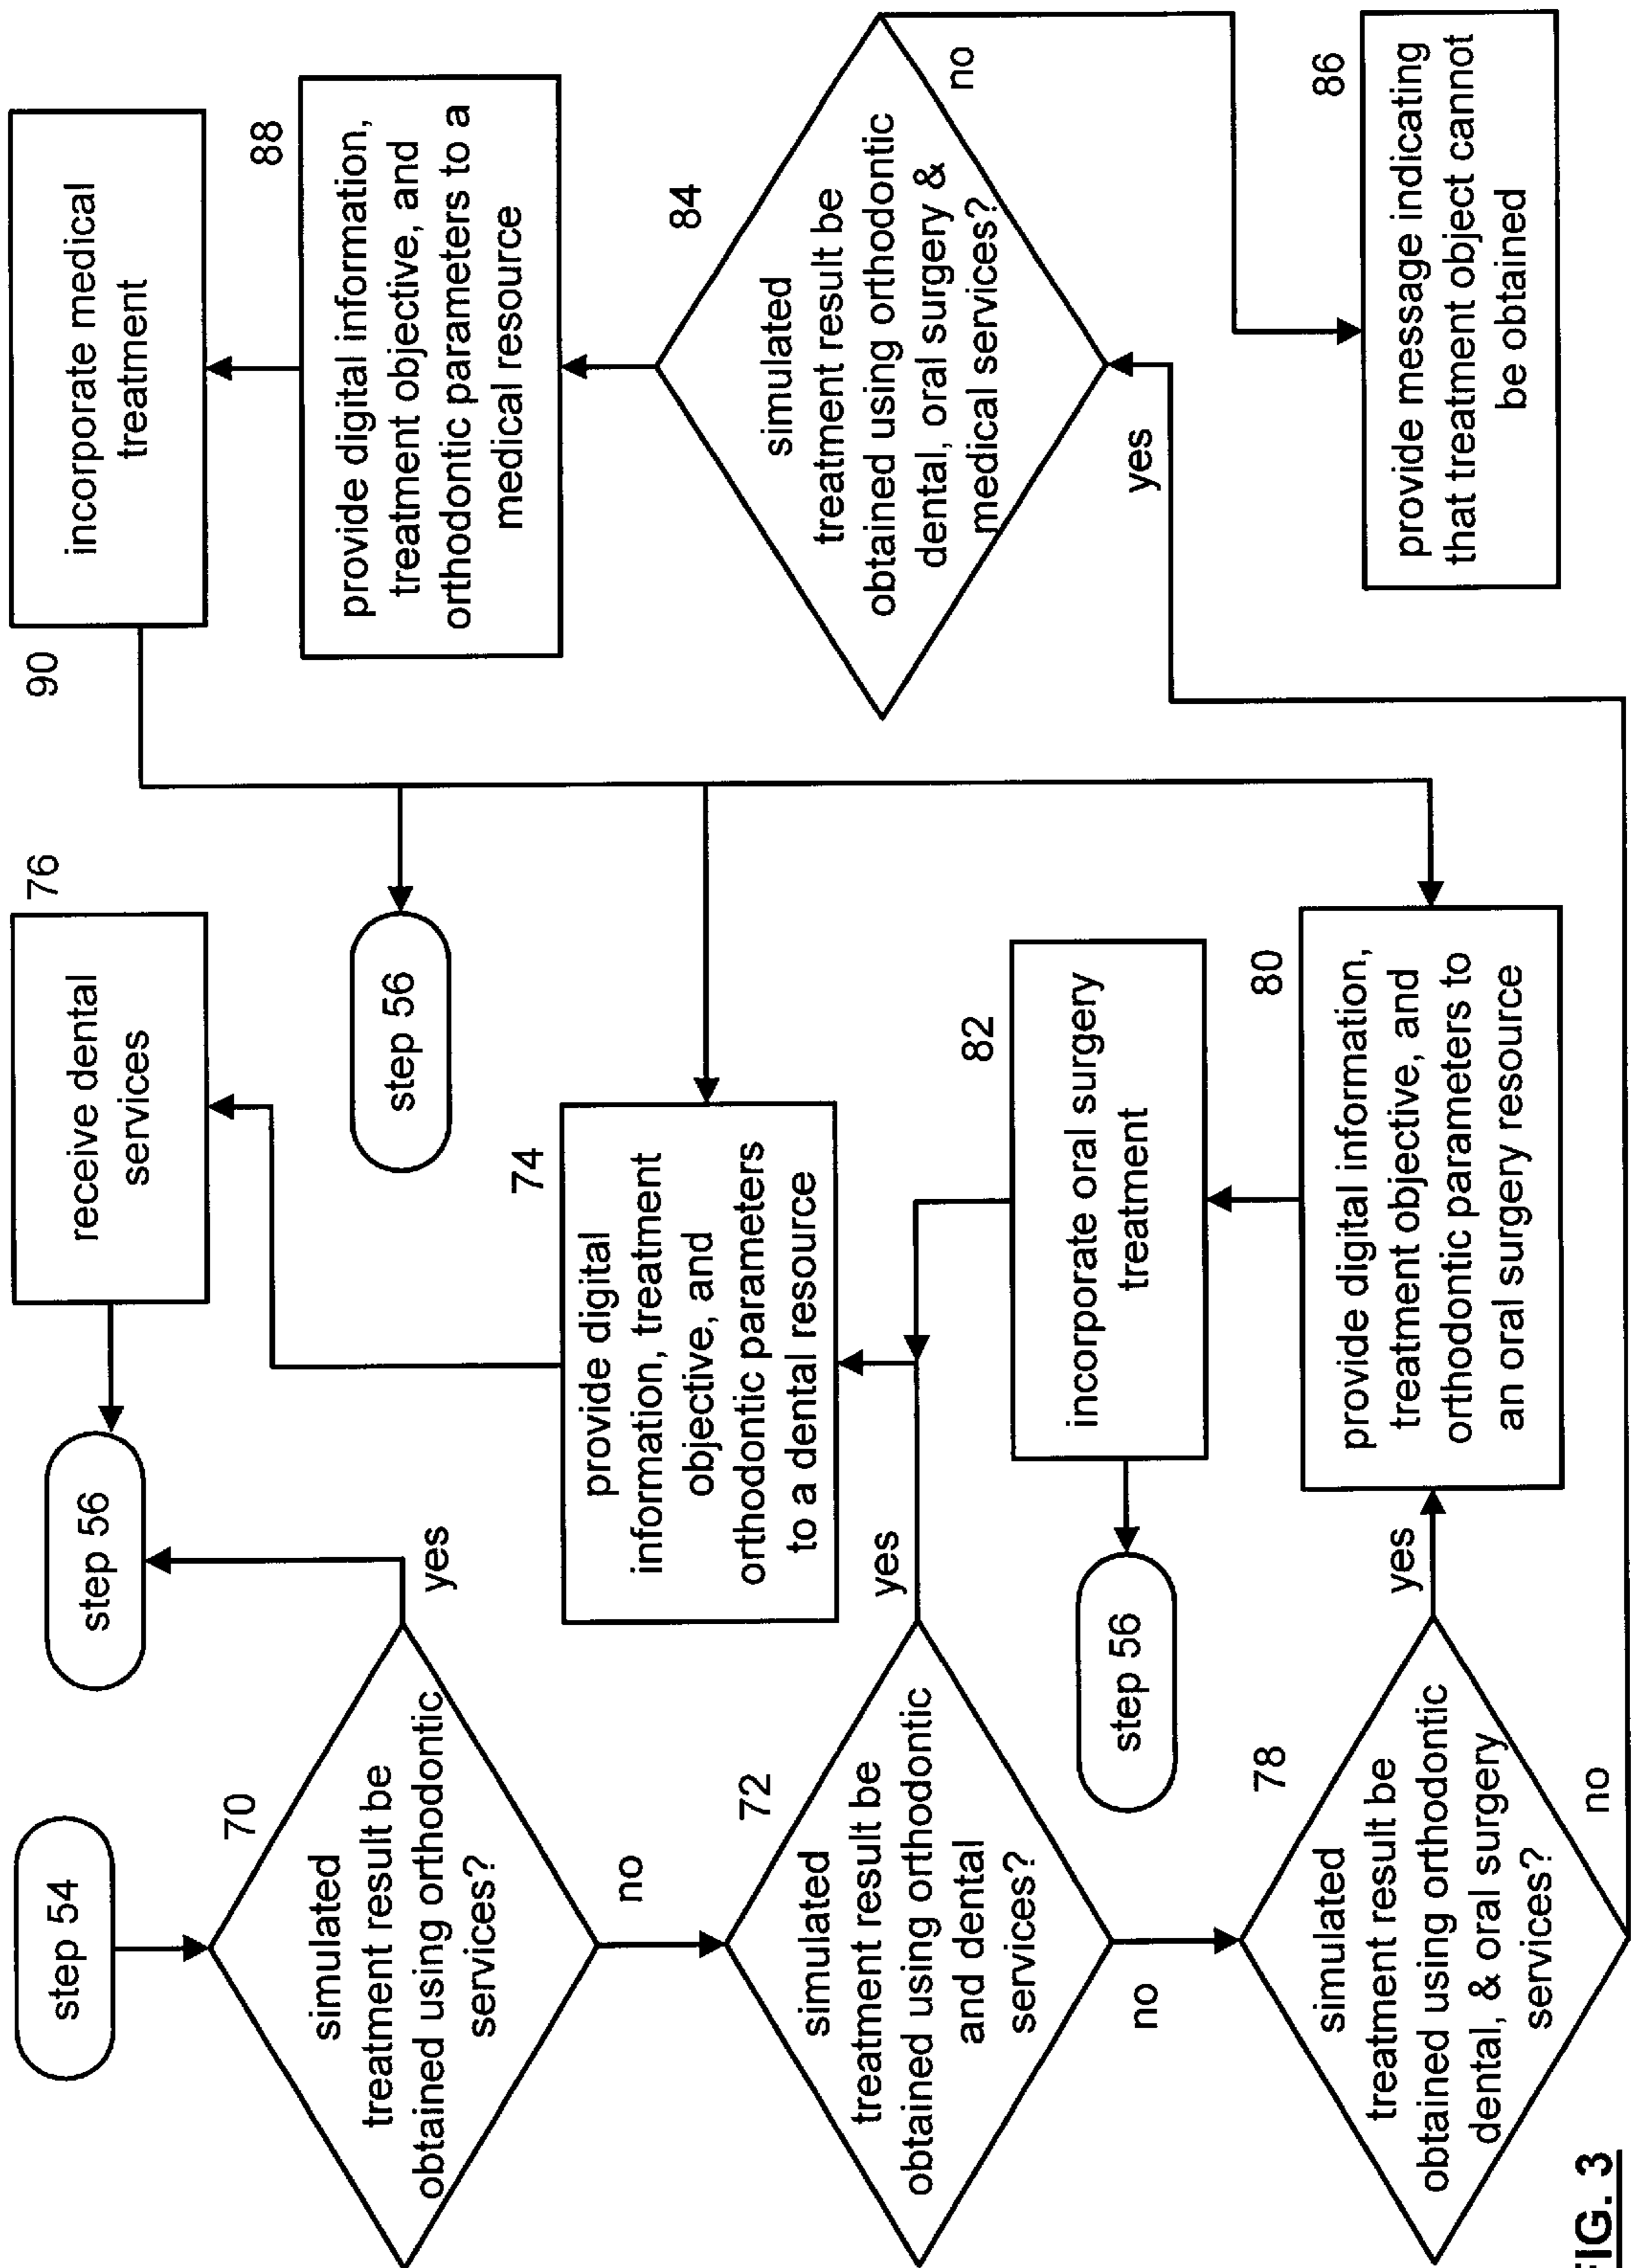 step 54
70
simulated
treatment result be
obtained using orthodontic
services?
yes
no
step 56
72
simulated
treatment result be
obtained using orthodontic
and dental
services?
yes
no
78
simulated
treatment result be
obtained using orthodontic
dental, & oral surgery
services?
yes
no
76
receive dental
services
step 56
74
provide digital
information, treatment
objective, and
orthodontic parameters
to a dental resource
82
incorporate oral surgery
treatment
step 56
80
provide digital information,
treatment objective, and
orthodontic parameters to
an oral surgery resource
90
incorporate medical
treatment
88
provide digital information,
treatment objective, and
orthodontic parameters to a
medical resource
84
simulated
treatment result be
obtained using orthodontic
dental, oral surgery &
medical services?
no
yes
86
provide message indicating
that treatment object cannot
be obtained
FIG. 3